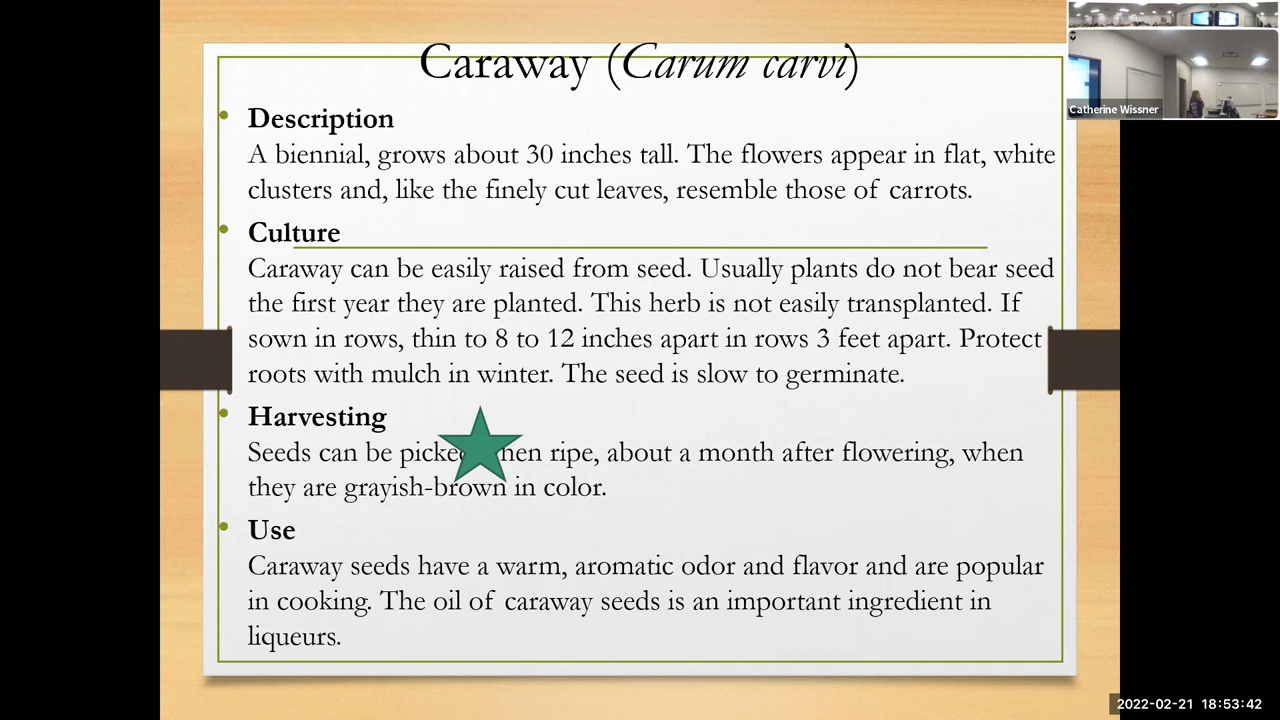 Caraway (Carum carvi)
Catherine Wissner
• Description
A biennial, grows about 30 inches tall. The flowers appear in flat, white
clusters and, like the finely cut leaves, resemble those of carrots.
• Culture
Caraway can be easily raised from seed. Usually plants do not bear seed
the first year they are planted. This herb is not easily transplanted. If
sown in rows, thin to 8 to 12 inches apart in rows 3 feet apart. Protect
roots with mulch in winter. The seed is slow to germinate.
• Harvesting
Seeds can be picked when ripe, about a month after flowering, when
they are grayish-brown in color.
• Use
Caraway seeds have a warm, aromatic odor and flavor and are popular
in cooking. The oil of caraway seeds is an important ingredient in
liqueurs.
2022-02-21 18:53:42